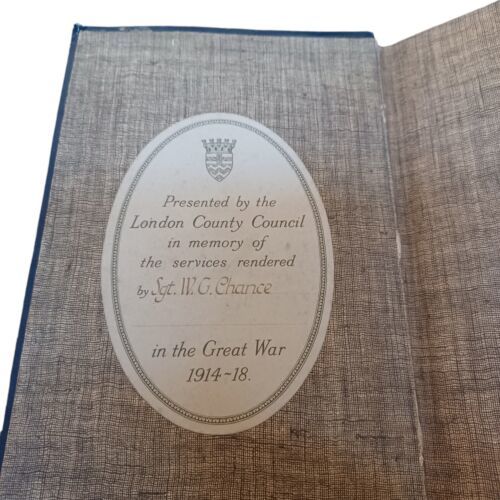 Presented by the
London County Council
in memory of
the services rendered
by Sgt. W. G. Chance
in the Great War
1914~18.